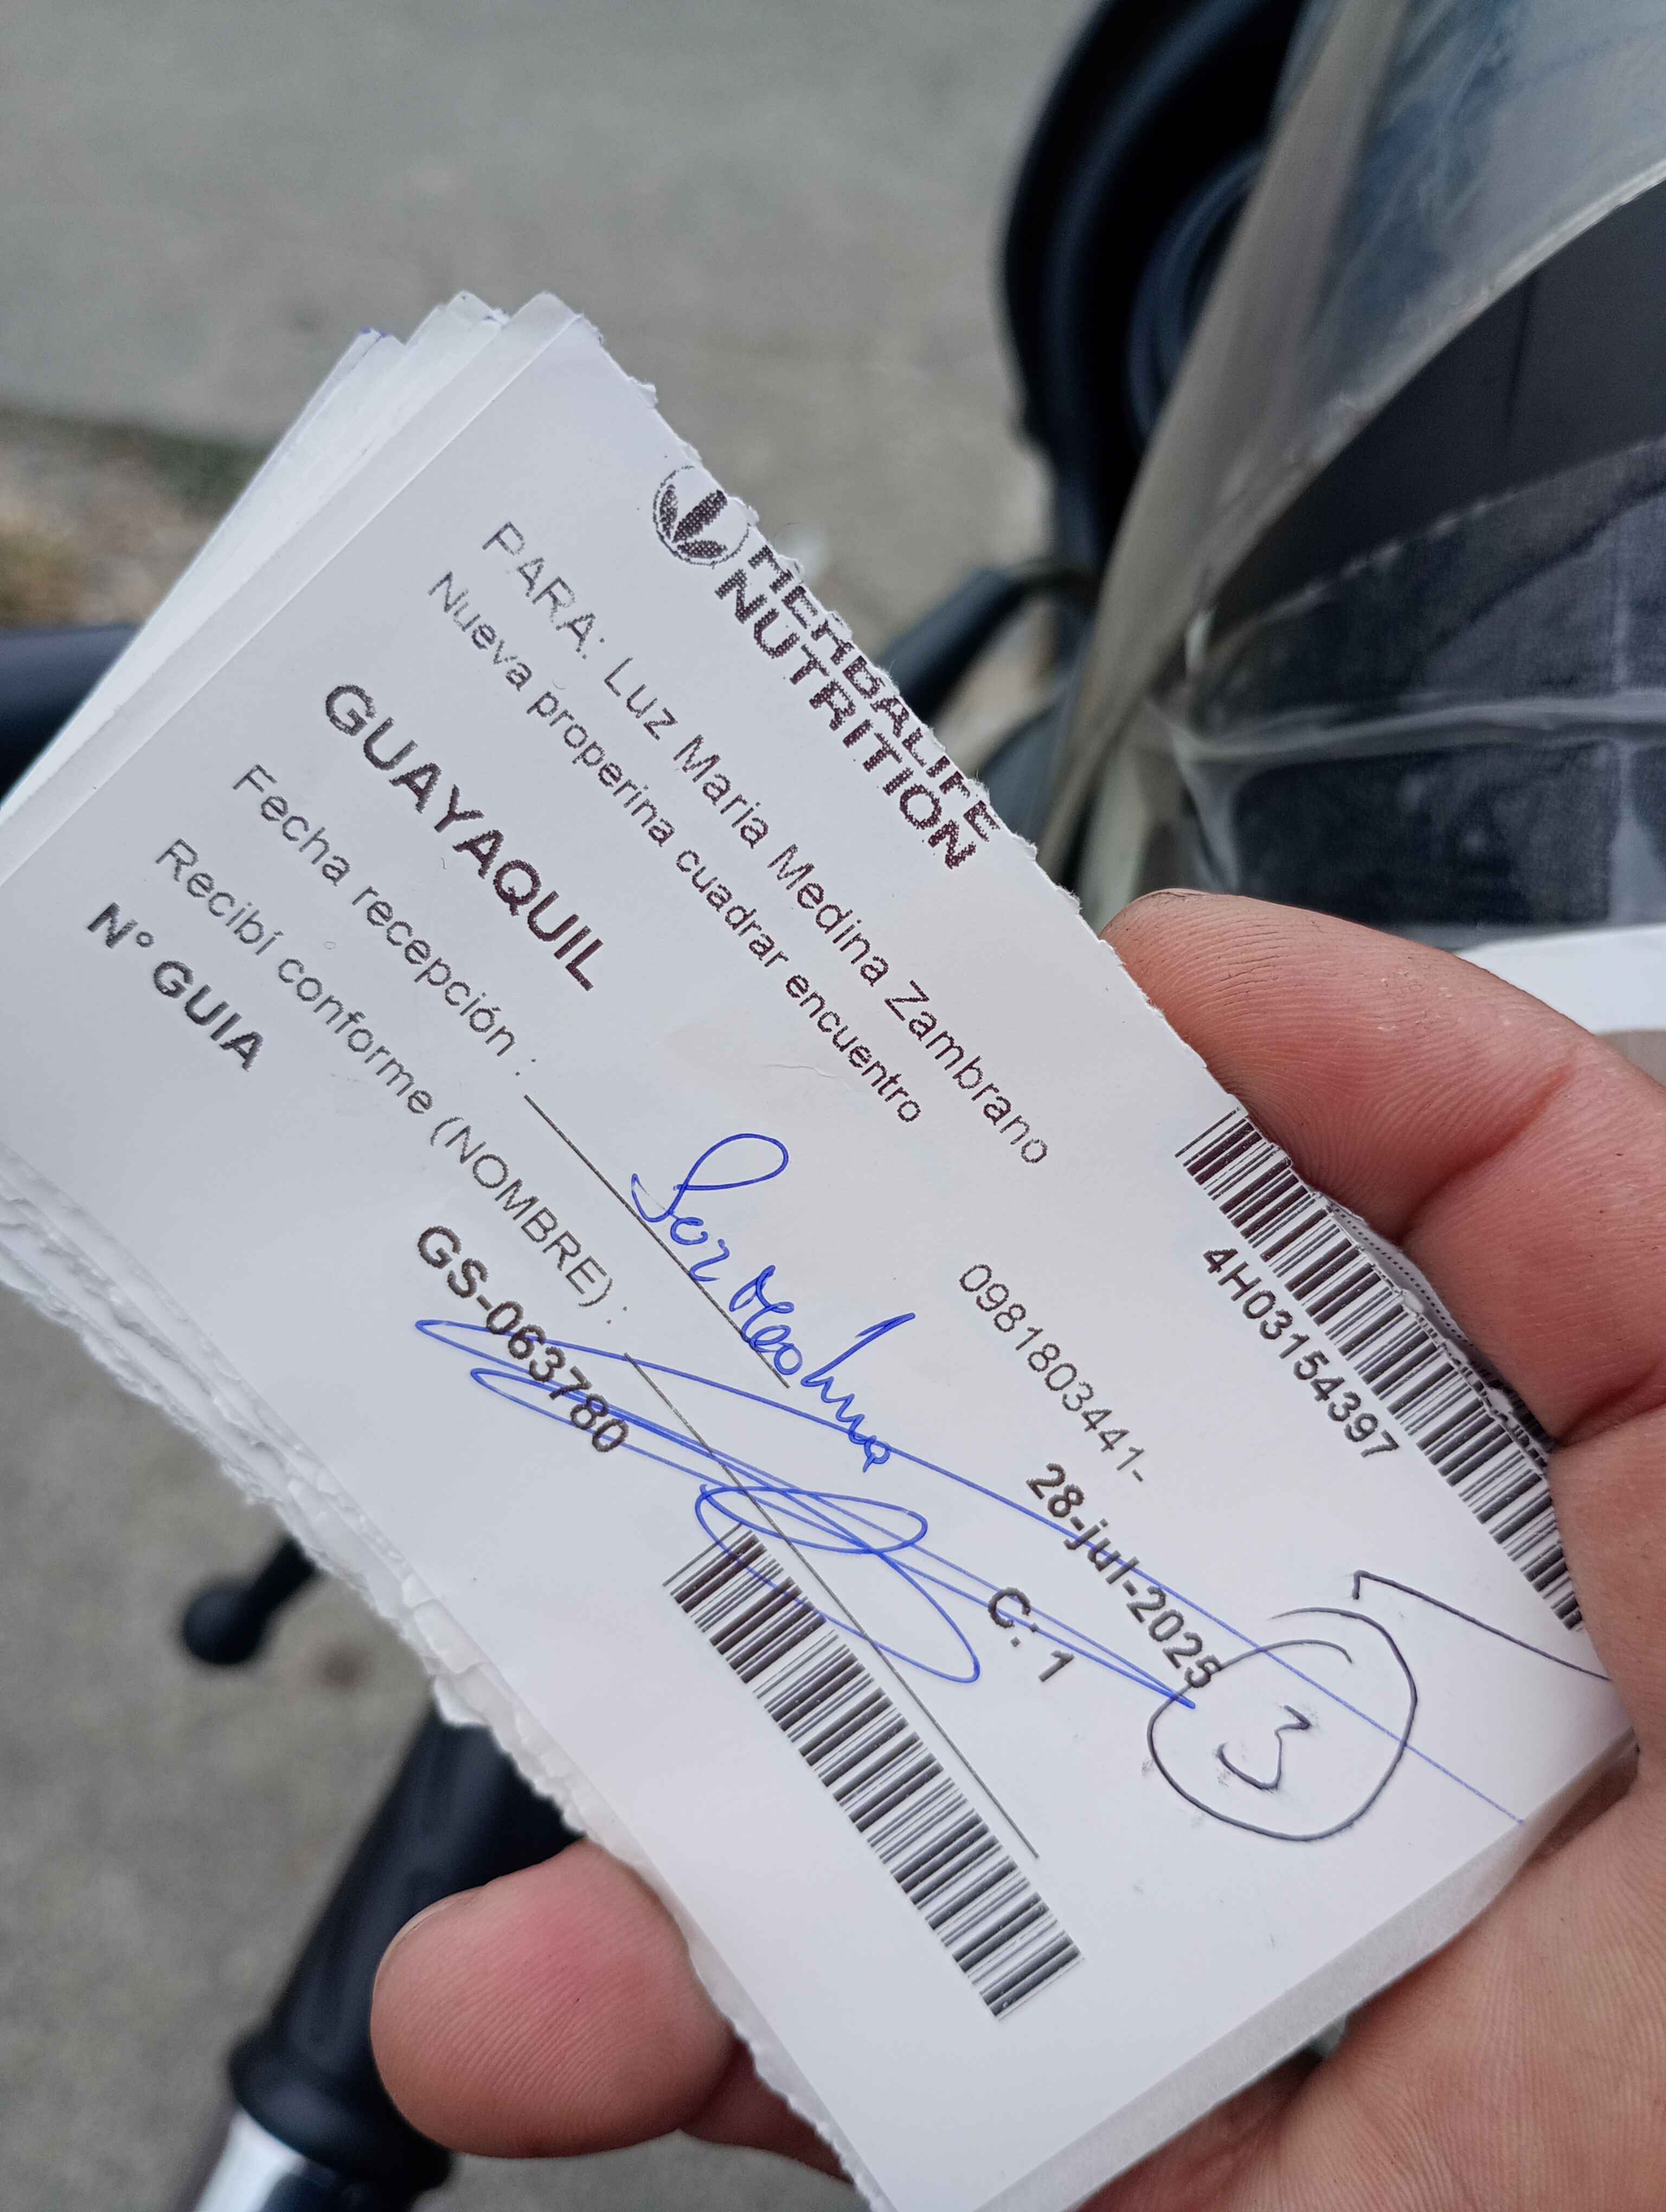 HERBALIFE
NUTRITION
4H03154397
PARA: Luz Maria Medina Zambrano
Nueva properina cuadrar encuentro
0981803441-
GUAYAQUIL
28-jul-2025
Fecha recepción :
C: 1
3
Recibí conforme (NOMBRE) :
N° GUIA
GS-063780